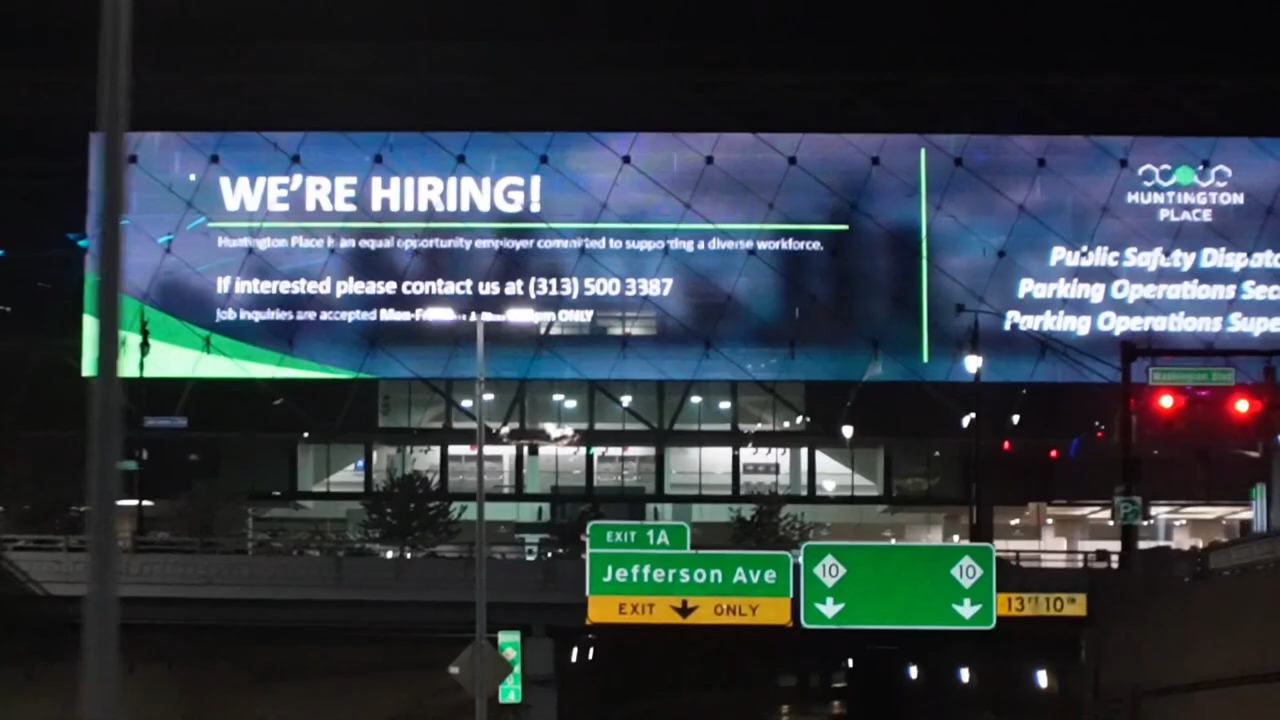 WE'RE HIRING!
Huntington Place is an equal opportunity employer committed to supporting a diverse workforce.
If interested please contact us at (313) 500 3387
Job inquiries are accepted ONLY
HUNTINGTON
PLACE
Public Safety
Parking Operations
Parking Operations
Washington Blvd
P
EXIT 1A
Jefferson Ave
EXIT ONLY
10 10
13 FT 10 IN